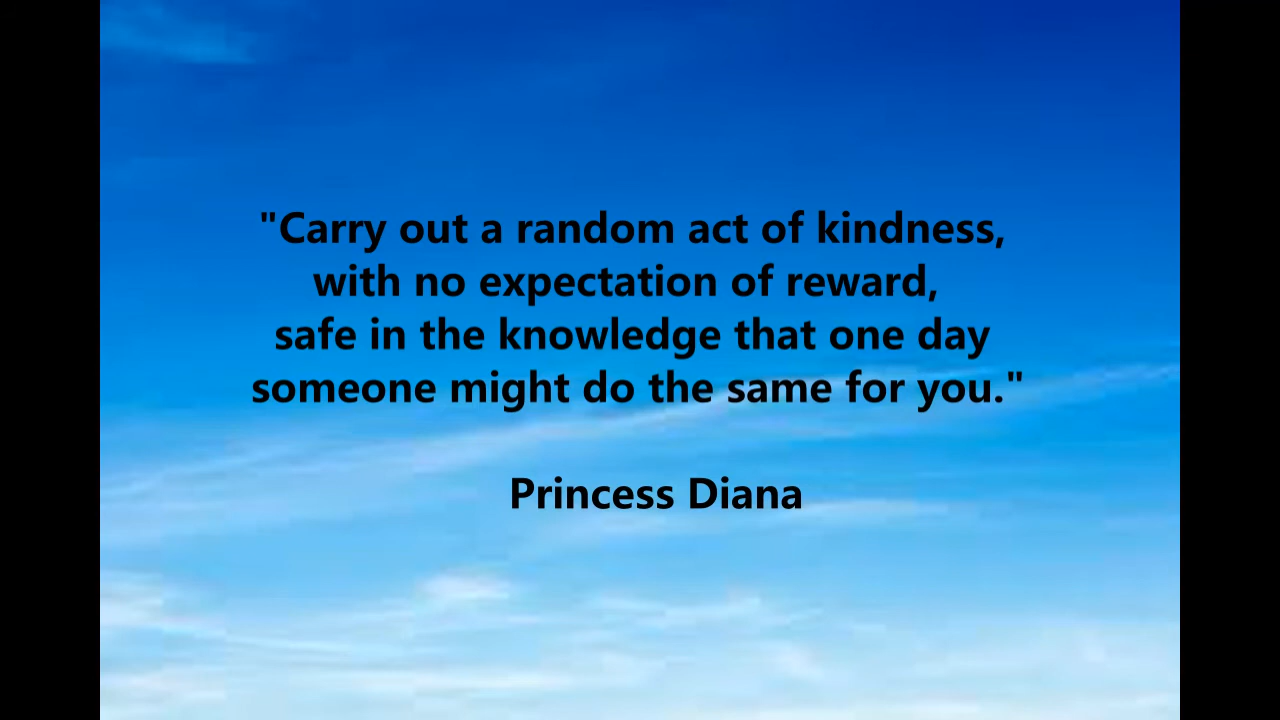 "Carry out a random act of kindness,
with no expectation of reward,
safe in the knowledge that one day
someone might do the same for you."
Princess Diana